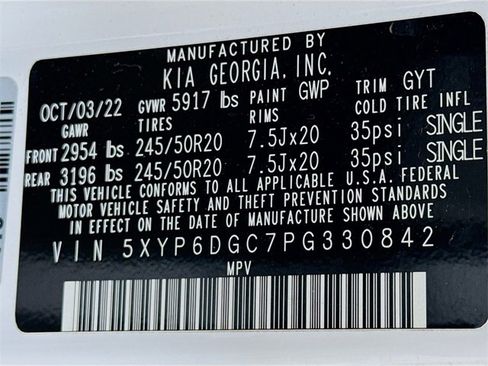 MANUFACTURED BY
KIA GEORGIA, INC.
OCT/03/22 GVWR 5917 lbs PAINT GWP TRIM GYT
GAWR TIRES RIMS COLD TIRE INFL
FRONT 2954 lbs 245/50R20 7.5Jx20 35psi SINGLE
REAR 3196 lbs 245/50R20 7.5Jx20 35psi SINGLE
THIS VEHICLE CONFORMS TO ALL APPLICABLE U.S.A. FEDERAL
MOTOR VEHICLE SAFETY AND THEFT PREVENTION STANDARDS
IN EFFECT ON THE DATE OF MANUFACTURE SHOWN ABOVE
VIN 5XYP6DGC7PG330842
MPV